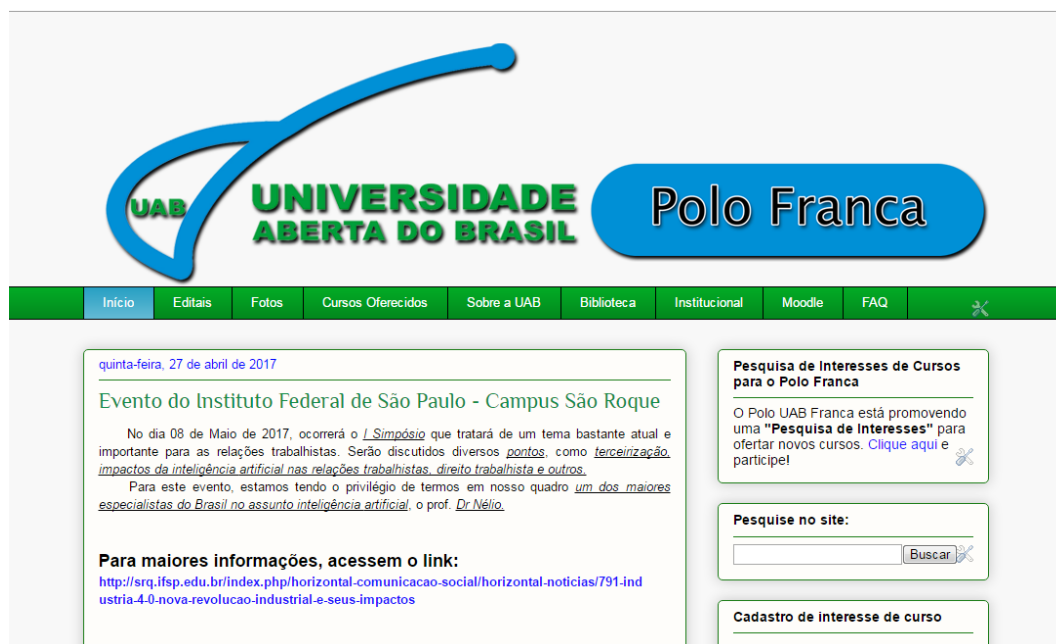 UAB
UNIVERSIDADE
ABERTA DO BRASIL
Polo Franca
Início Editais Fotos Cursos Oferecidos Sobre a UAB Biblioteca Institucional Moodle FAQ
quinta-feira, 27 de abril de 2017
Evento do Instituto Federal de São Paulo - Campus São Roque
No dia 08 de Maio de 2017, ocorrerá o I Simpósio que tratará de um tema bastante atual e
importante para as relações trabalhistas. Serão discutidos diversos pontos, como terceirização,
impactos da inteligência artificial nas relações trabalhistas, direito trabalhista e outros.
Para este evento, estamos tendo o privilégio de termos em nosso quadro um dos maiores
especialistas do Brasil no assunto inteligência artificial, o prof. Dr Nélio.
Para maiores informações, acessem o link:
http://srq.ifsp.edu.br/index.php/horizontal-comunicacao-social/horizontal-noticias/791-ind
ustria-4-0-nova-revolucao-industrial-e-seus-impactos
Pesquisa de Interesses de Cursos
para o Polo Franca
O Polo UAB Franca está promovendo
uma "Pesquisa de Interesses" para
ofertar novos cursos. Clique aqui e
participe!
Pesquise no site:
Buscar
Cadastro de interesse de curso